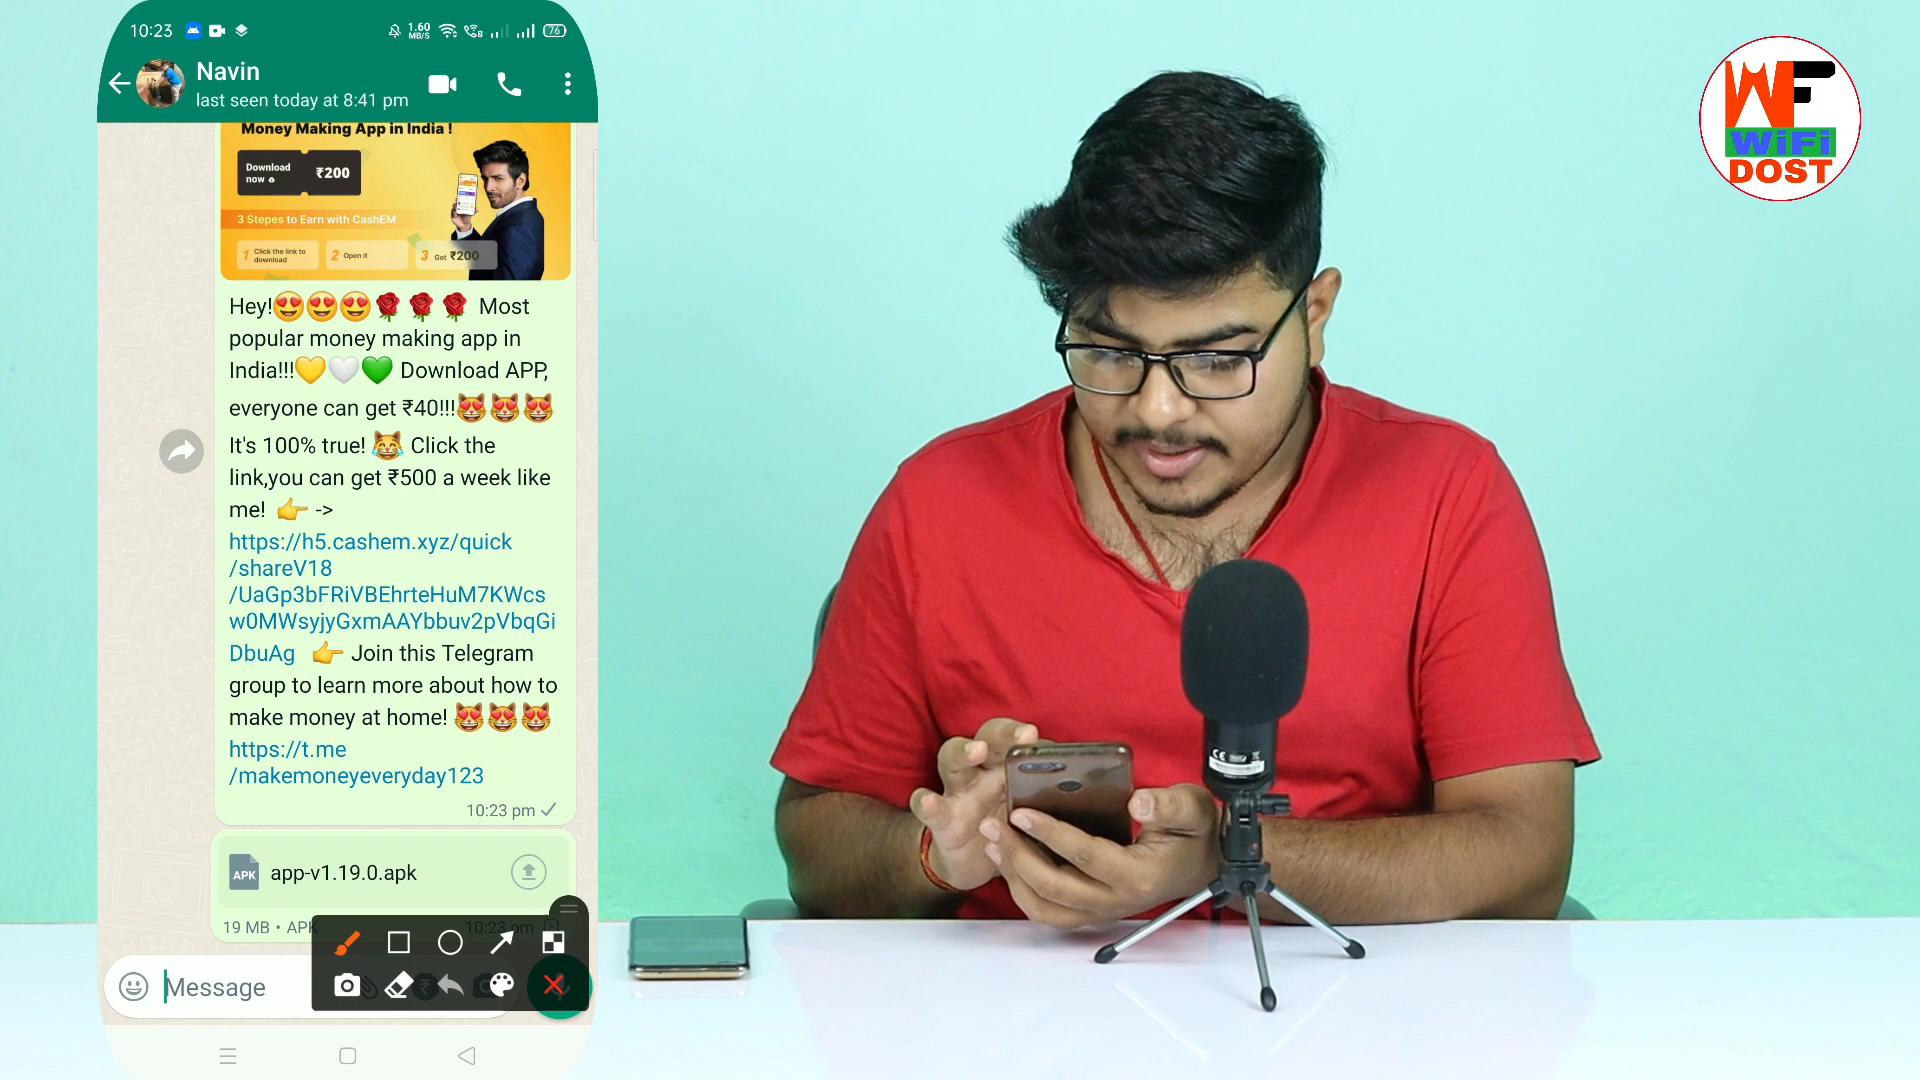 10:23
1.60
MB/S
76
Navin
last seen today at 8:41 pm
Money Making App in India !
Download
now
₹200
3 Stepes to Earn with CashEM
1 Click the link to
download
2 Open it
3 Get ₹200
Hey!😍😍😍🌹🌹🌹 Most
popular money making app in
India!!!💛🤍💚 Download APP,
everyone can get ₹40!!!😻😻😻
It's 100% true! 😹 Click the
link,you can get ₹500 a week like
me! 👉 ->
https://h5.cashem.xyz/quick
/shareV18
/UaGp3bFRiVBEhrteHuM7KWcs
w0MWsyjyGxmAAYbbuv2pVbqGi
DbuAg 👉 Join this Telegram
group to learn more about how to
make money at home! 😻😻😻
https://t.me
/makemoneyeveryday123
10:23 pm
APK
app-v1.19.0.apk
19 MB • APK
10:23 pm
Message
WF
WiFi
DOST
CE